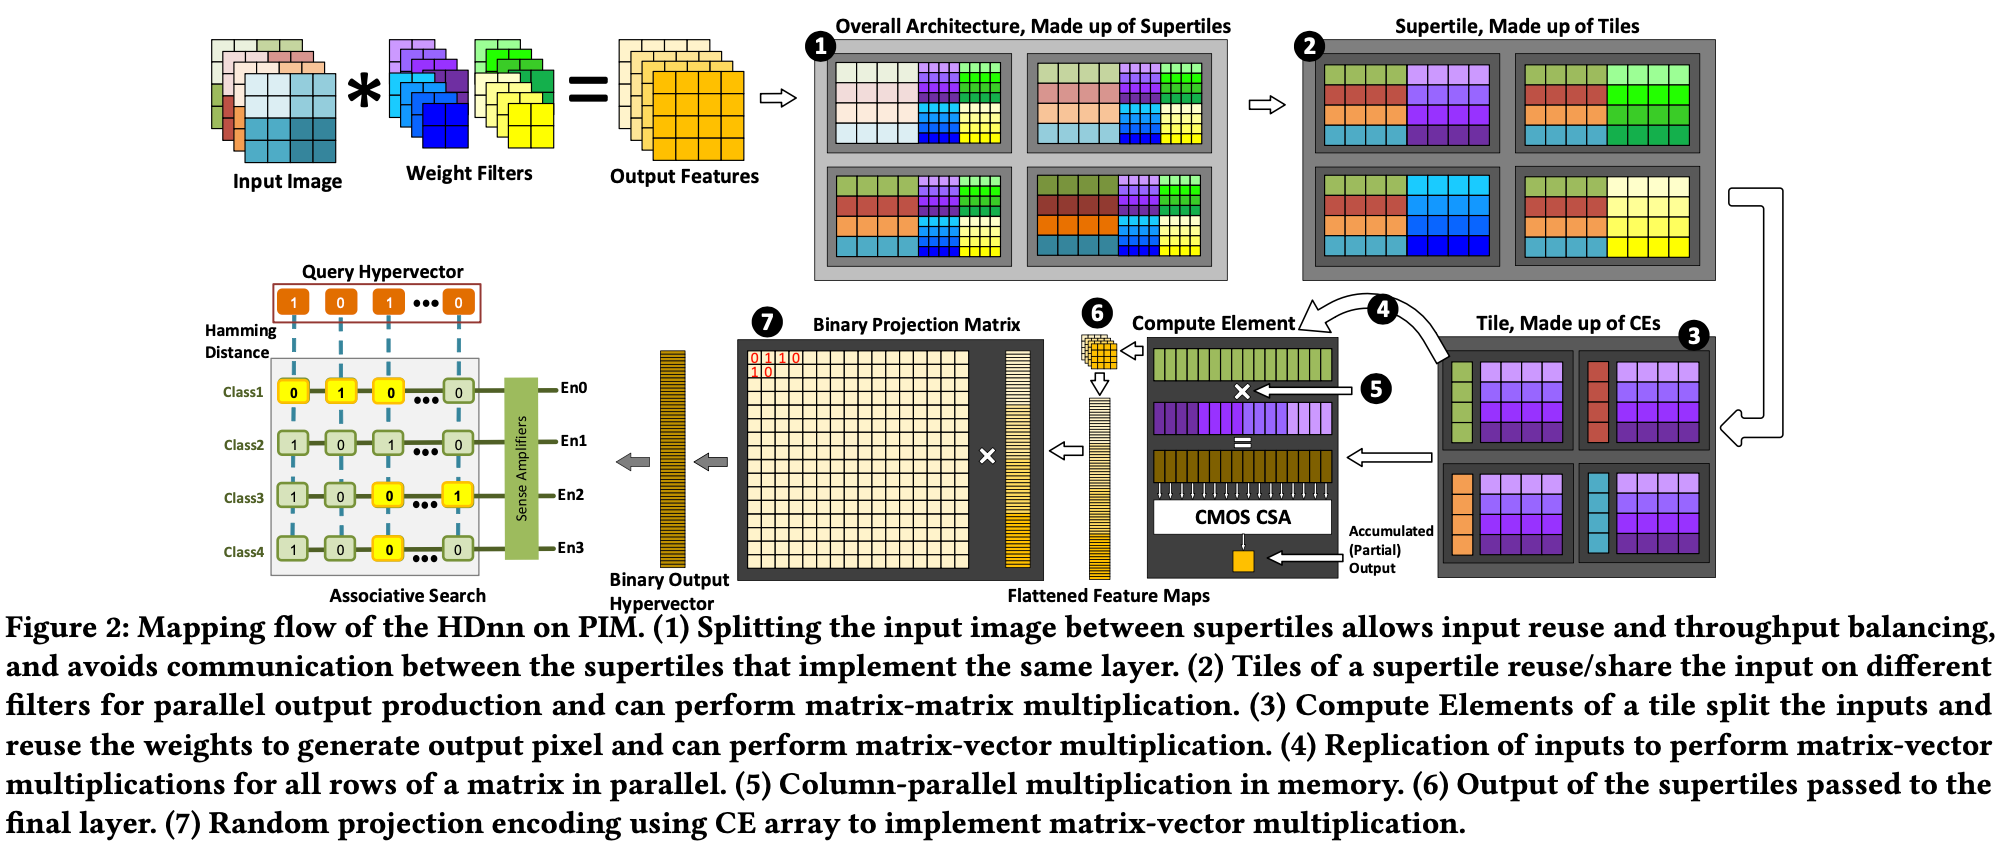 Overall Architecture, Made up of Supertiles
Supertile, Made up of Tiles
1
2
*
=
Input Image
Weight Filters
Output Features
Query Hypervector
1 0 1 ••• 0
Hamming
Distance
Class1 0 1 0 ••• 0 En0
Class2 1 0 1 ••• 0 En1
Class3 1 0 0 ••• 1 En2
Class4 1 0 0 ••• 0 En3
Sense Amplifiers
Associative Search
Binary Output
Hypervector
7
Binary Projection Matrix
0 1 1 0
1 0
×
6
Flattened Feature Maps
Compute Element
4
×
5
=
CMOS CSA
Accumulated
(Partial)
Output
Tile, Made up of CEs
3
Figure 2: Mapping flow of the HDnn on PIM. (1) Splitting the input image between supertiles allows input reuse and throughput balancing,
and avoids communication between the supertiles that implement the same layer. (2) Tiles of a supertile reuse/share the input on different
filters for parallel output production and can perform matrix-matrix multiplication. (3) Compute Elements of a tile split the inputs and
reuse the weights to generate output pixel and can perform matrix-vector multiplication. (4) Replication of inputs to perform matrix-vector
multiplications for all rows of a matrix in parallel. (5) Column-parallel multiplication in memory. (6) Output of the supertiles passed to the
final layer. (7) Random projection encoding using CE array to implement matrix-vector multiplication.